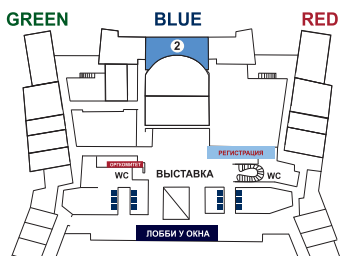 GREEN BLUE RED
2
РЕГИСТРАЦИЯ
ОРГКОМИТЕТ
WC ВЫСТАВКА WC
ЛОББИ У ОКНА